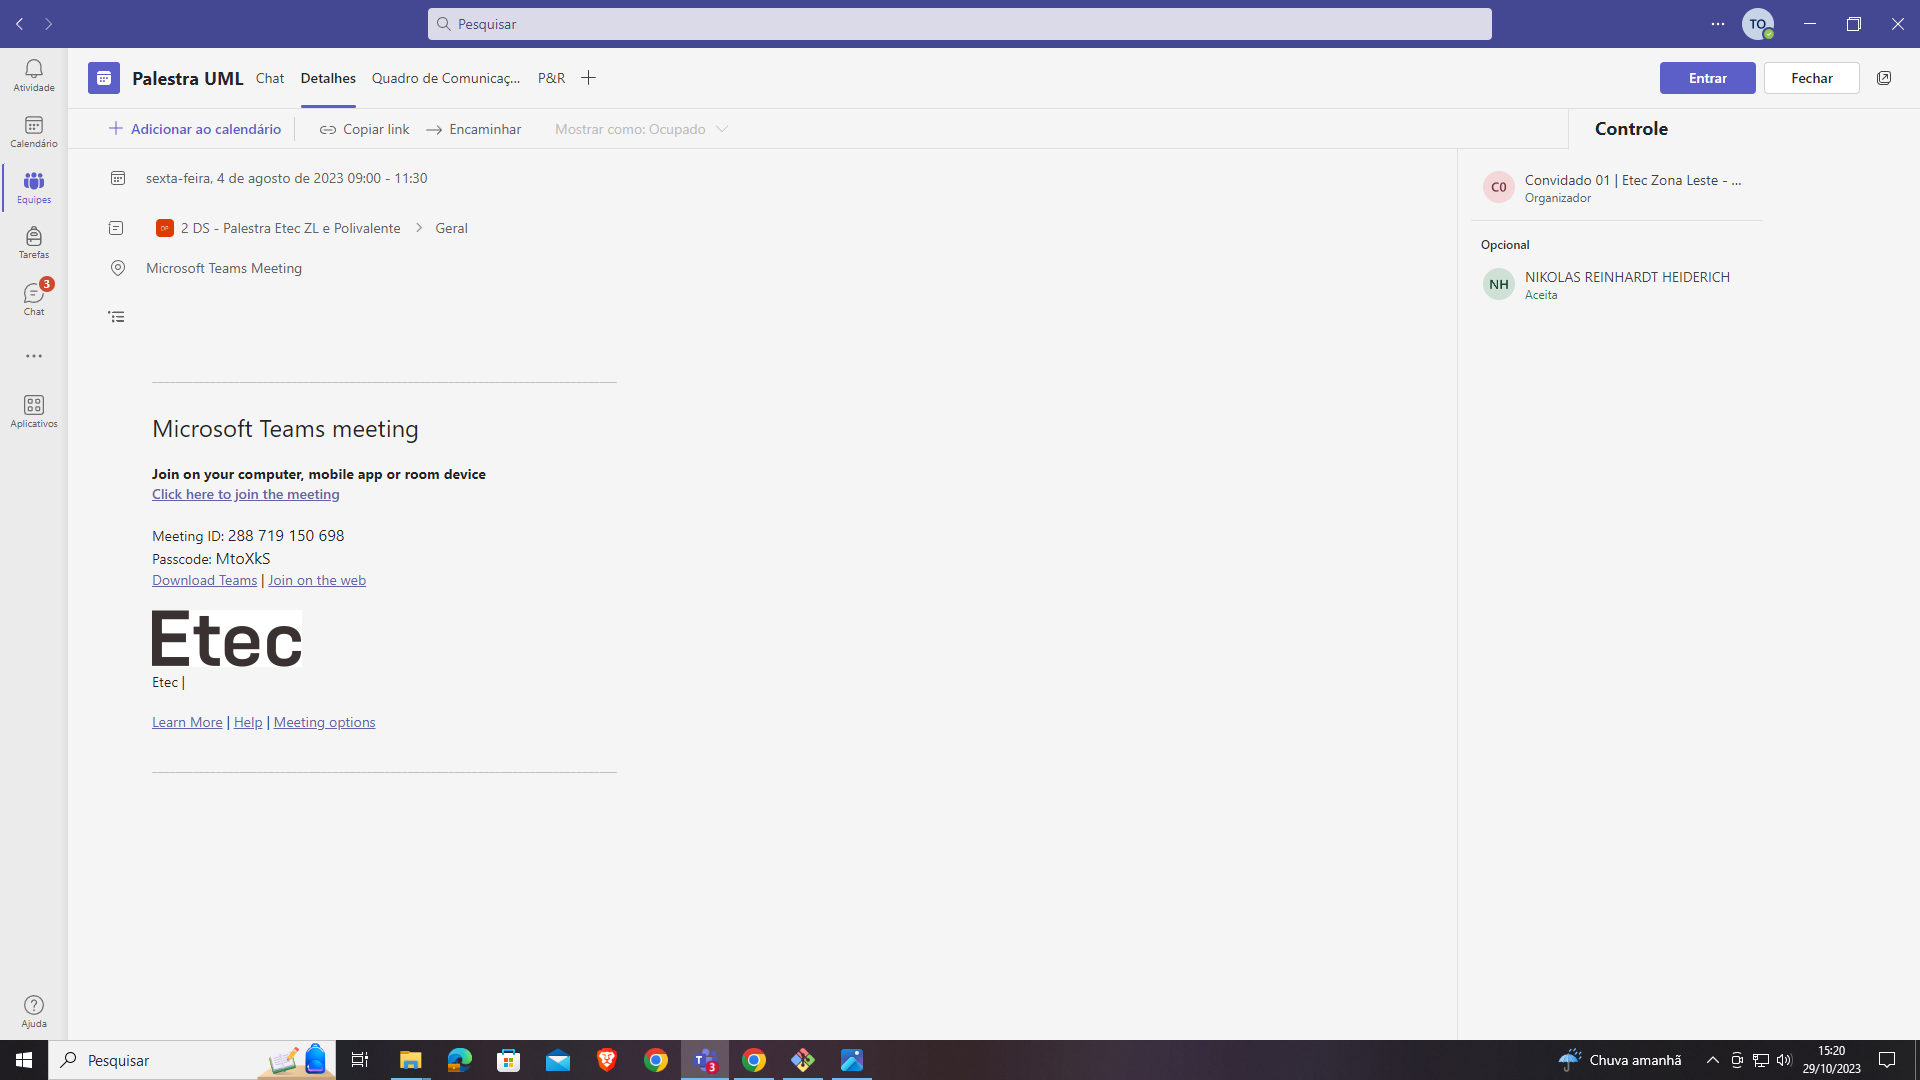 Pesquisar
TO
Atividade
Calendário
Equipes
Tarefas
3
Chat
Aplicativos
Ajuda
Palestra UML Chat Detalhes Quadro de Comunicaç... P&R
Entrar Fechar
Adicionar ao calendário Copiar link Encaminhar Mostrar como: Ocupado
sexta-feira, 4 de agosto de 2023 09:00 - 11:30
2 DS - Palestra Etec ZL e Polivalente > Geral
Microsoft Teams Meeting
Microsoft Teams meeting
Join on your computer, mobile app or room device
Click here to join the meeting
Meeting ID: 288 719 150 698
Passcode: MtoXkS
Download Teams | Join on the web
Etec
Etec |
Learn More | Help | Meeting options
Controle
C0
Convidado 01 | Etec Zona Leste - ...
Organizador
Opcional
NH
NIKOLAS REINHARDT HEIDERICH
Aceita
Pesquisar
T
3
Chuva amanhã
15:20
29/10/2023